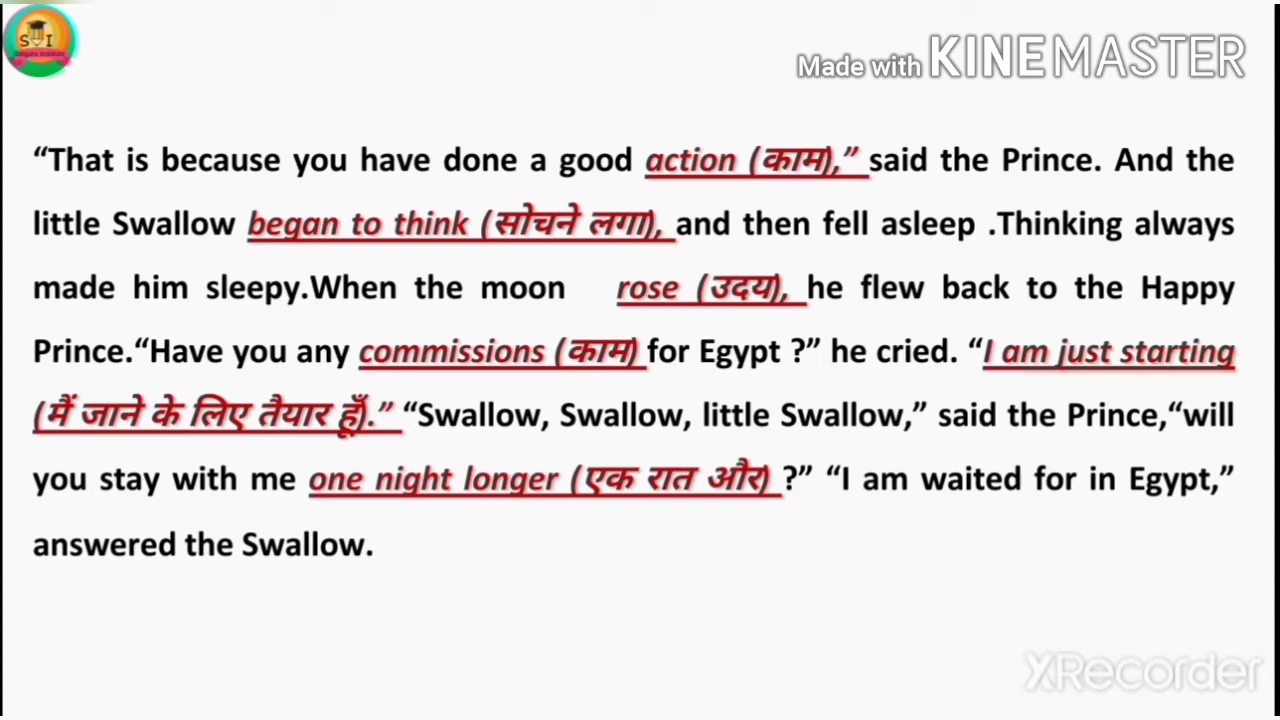 S I
Made with KINEMASTER
“That is because you have done a good action (काम),” said the Prince. And the
little Swallow began to think (सोचने लगा), and then fell asleep .Thinking always
made him sleepy.When the moon rose (उदय), he flew back to the Happy
Prince.“Have you any commissions (काम) for Egypt ?” he cried. “I am just starting
(मैं जाने के लिए तैयार हूँ).” “Swallow, Swallow, little Swallow,” said the Prince,“will
you stay with me one night longer (एक रात और) ?” “I am waited for in Egypt,”
answered the Swallow.
XRecorder